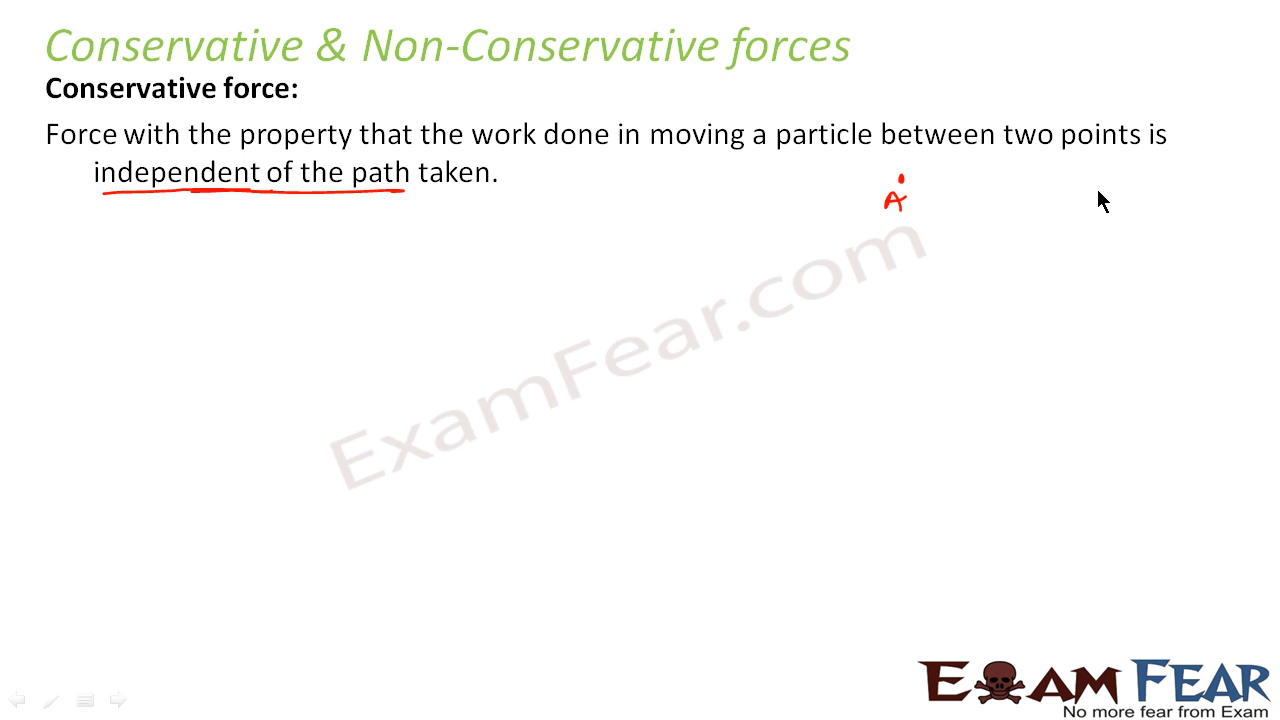 Conservative & Non-Conservative forces
Conservative force:
Force with the property that the work done in moving a particle between two points is
independent of the path taken.
A
ExamFear.com
EXAM FEAR
No more fear from Exam